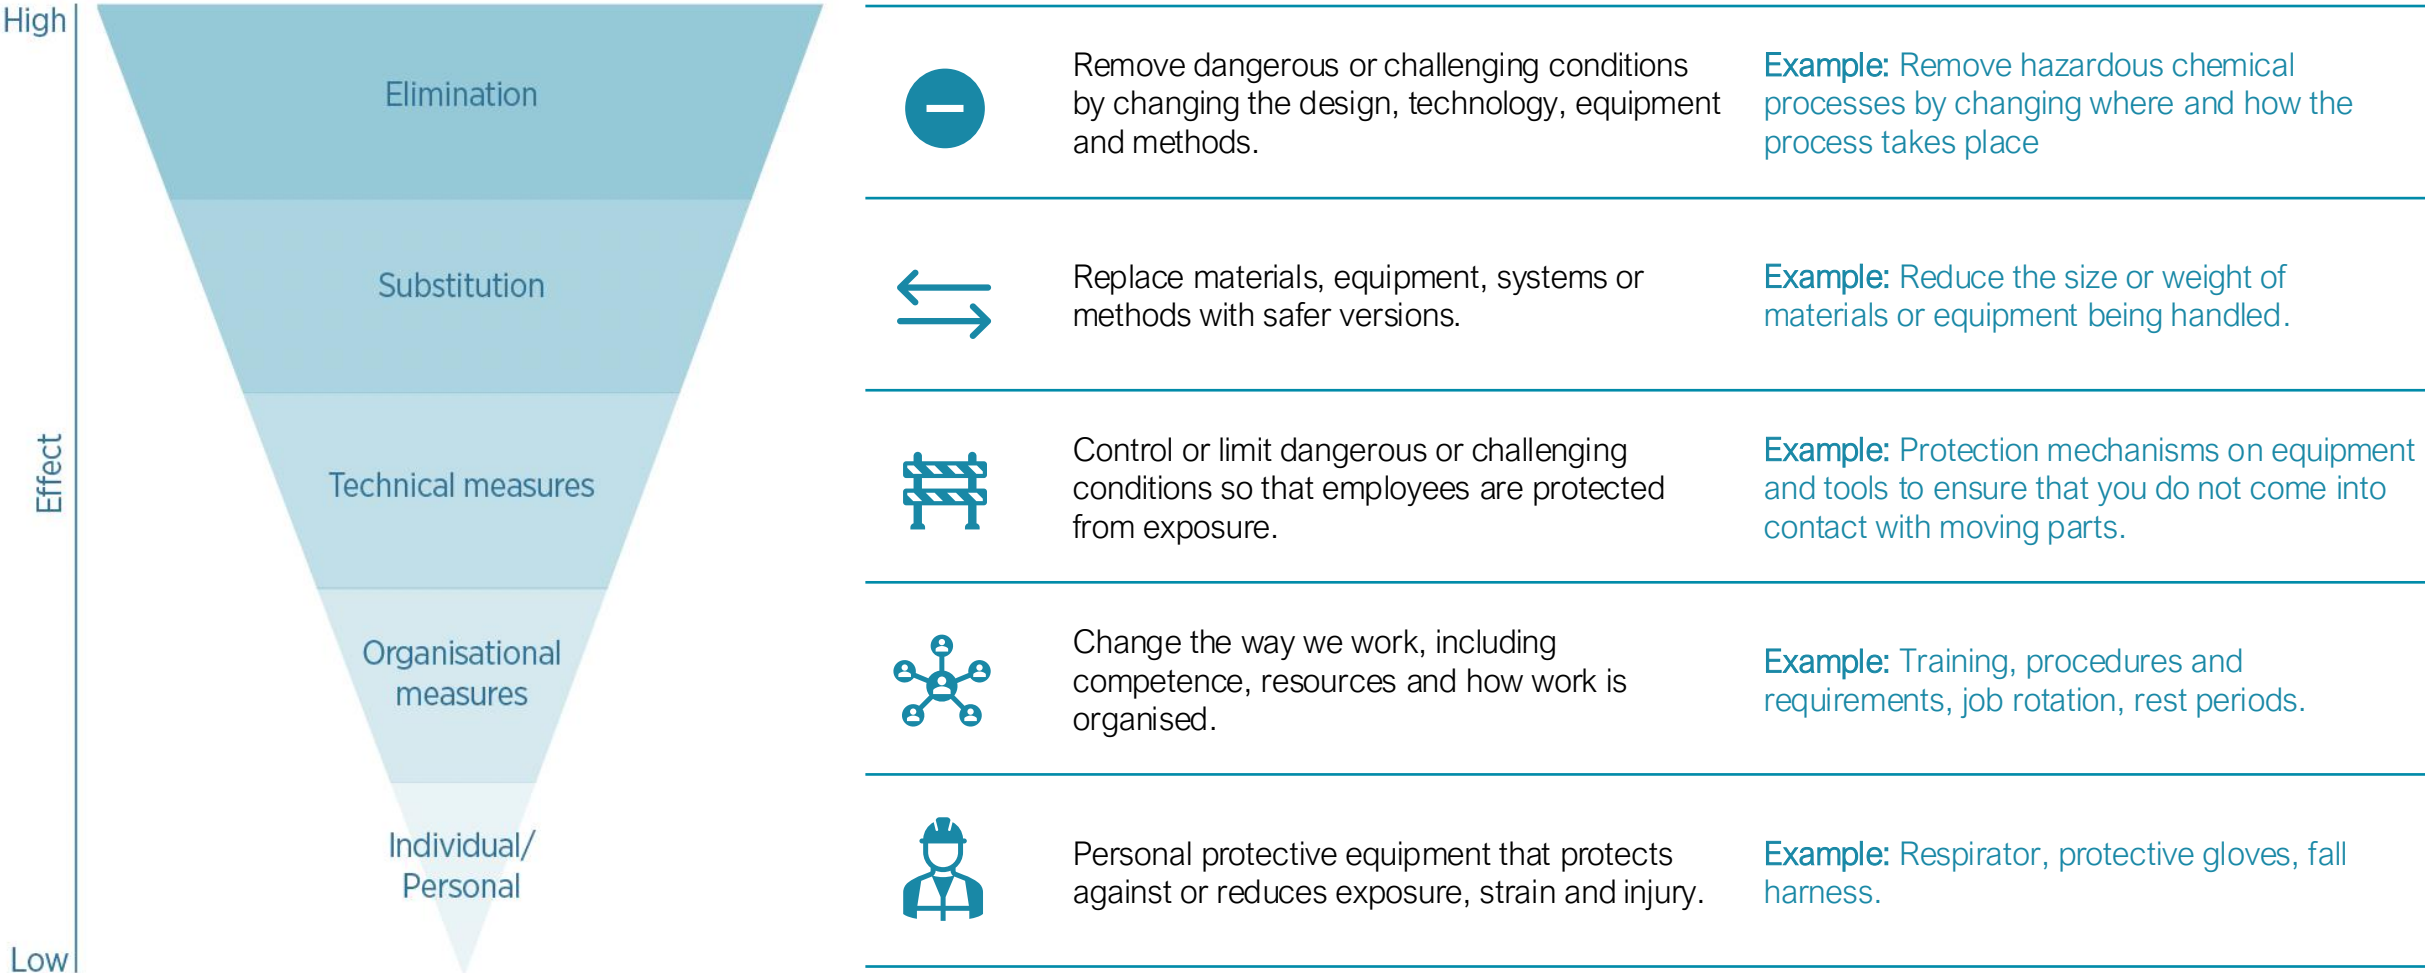 High
Elimination
Remove dangerous or challenging conditions
by changing the design, technology, equipment
and methods.
Example: Remove hazardous chemical
processes by changing where and how the
process takes place
Substitution
Replace materials, equipment, systems or
methods with safer versions.
Example: Reduce the size or weight of
materials or equipment being handled.
Effect
Technical measures
Control or limit dangerous or challenging
conditions so that employees are protected
from exposure.
Example: Protection mechanisms on equipment
and tools to ensure that you do not come into
contact with moving parts.
Organisational
measures
Change the way we work, including
competence, resources and how work is
organised.
Example: Training, procedures and
requirements, job rotation, rest periods.
Individual/
Personal
Personal protective equipment that protects
against or reduces exposure, strain and injury.
Example: Respirator, protective gloves, fall
harness.
Low